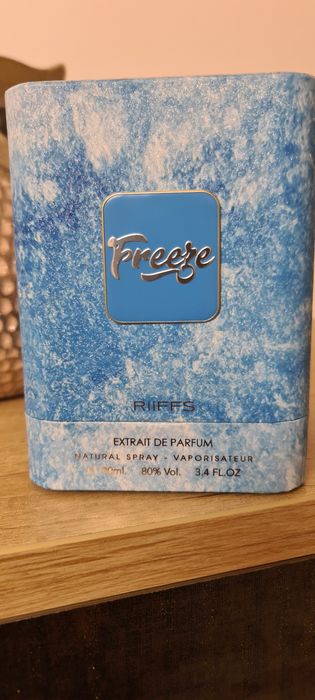 Freeze
RiiFFS
EXTRAIT DE PARFUM
NATURAL SPRAY - VAPORISATEUR
80% Vol. 3,4 FL.OZ